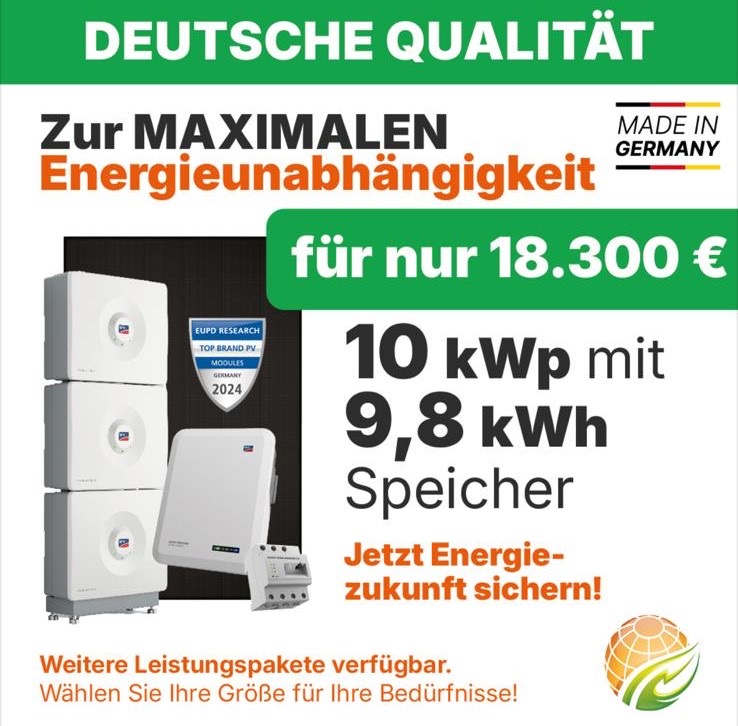 DEUTSCHE QUALITÄT
Zur MAXIMALEN
Energieunabhängigkeit
MADE IN
GERMANY
für nur 18.300 €
EUPD RESEARCH
TOP BRAND PV
MODULES
GERMANY
2024
10 kWp mit
9,8 kWh
Speicher
Jetzt Energie-
zukunft sichern!
Weitere Leistungspakete verfügbar.
Wählen Sie Ihre Größe für Ihre Bedürfnisse!